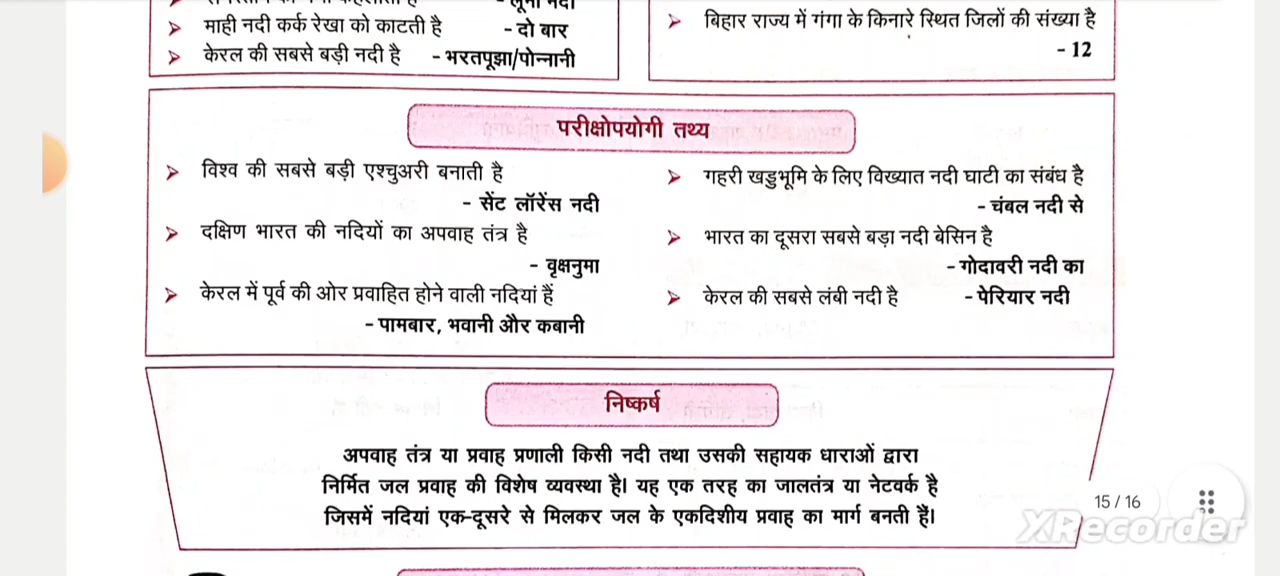 - लूनी नदी
➤ माही नदी कर्क रेखा को काटती है - दो बार
➤ केरल की सबसे बड़ी नदी है - भरतपूझा/पोन्नानी
➤ बिहार राज्य में गंगा के किनारे स्थित जिलों की संख्या है
- 12
परीक्षोपयोगी तथ्य
➤ विश्व की सबसे बड़ी एश्चुअरी बनाती है
- सेंट लॉरेंस नदी
➤ दक्षिण भारत की नदियों का अपवाह तंत्र है
- वृक्षनुमा
➤ केरल में पूर्व की ओर प्रवाहित होने वाली नदियां हैं
- पामबार, भवानी और कबानी
➤ गहरी खड्डभूमि के लिए विख्यात नदी घाटी का संबंध है
- चंबल नदी से
➤ भारत का दूसरा सबसे बड़ा नदी बेसिन है
- गोदावरी नदी का
➤ केरल की सबसे लंबी नदी है - पेरियार नदी
निष्कर्ष
अपवाह तंत्र या प्रवाह प्रणाली किसी नदी तथा उसकी सहायक धाराओं द्वारा
निर्मित जल प्रवाह की विशेष व्यवस्था है। यह एक तरह का जालतंत्र या नेटवर्क है
जिसमें नदियां एक-दूसरे से मिलकर जल के एकदिशीय प्रवाह का मार्ग बनती हैं।
15 / 16
XRecorder